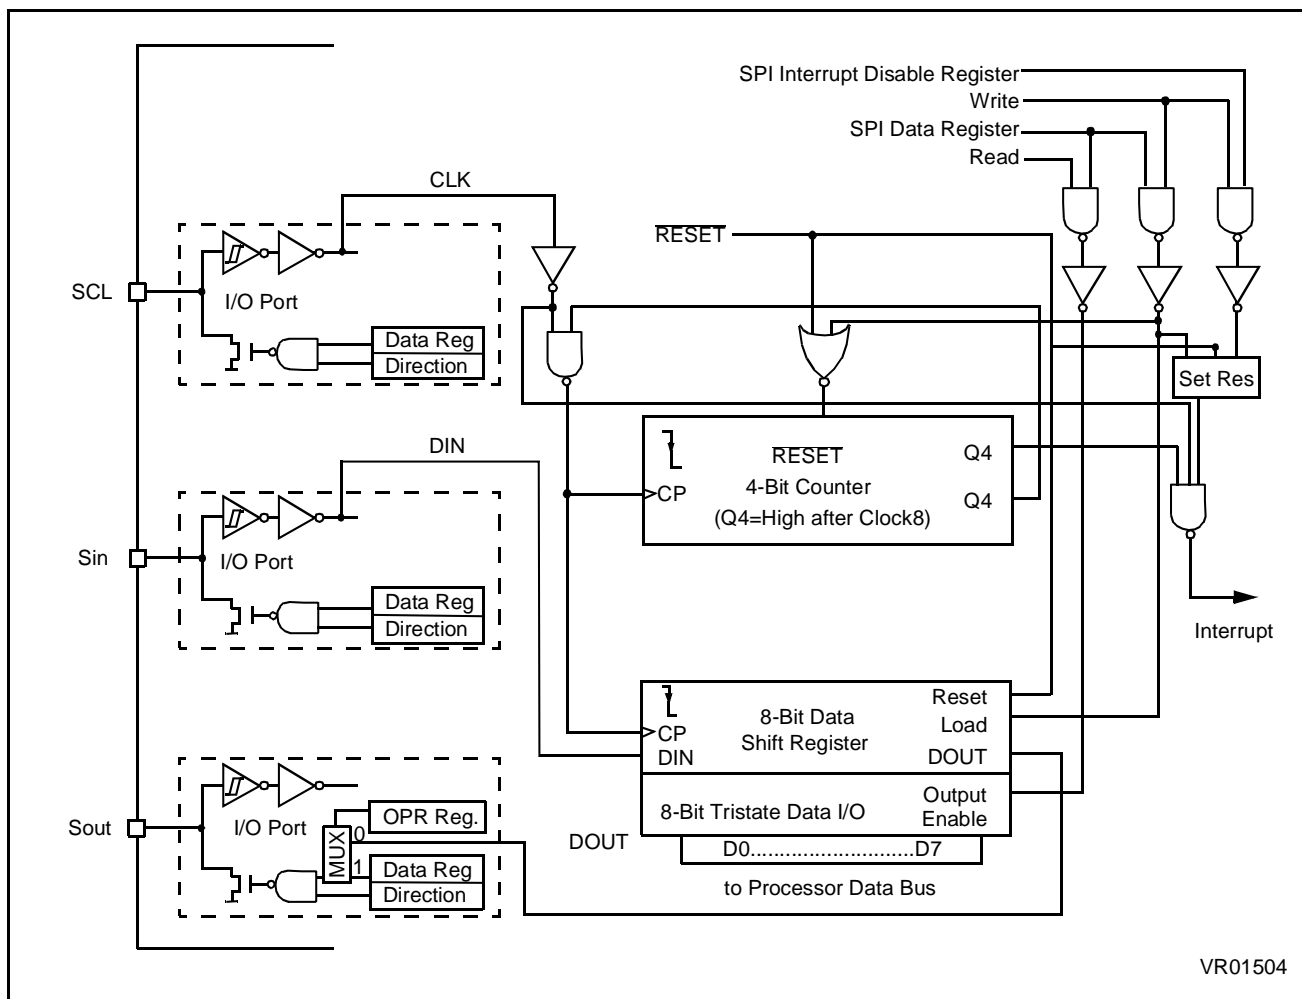 SPI Interrupt Disable Register
Write
SPI Data Register
Read
CLK
RESET
SCL
I/O Port
Data Reg
Direction
Set Res
DIN
RESET
Q4
CP
4-Bit Counter
Q4
(Q4=High after Clock8)
Sin
I/O Port
Data Reg
Direction
Interrupt
8-Bit Data
Shift Register
Reset
Load
CP
DIN
DOUT
8-Bit Tristate Data I/O
Output
Enable
Sout
I/O Port
OPR Reg.
MUX
0
1
Data Reg
Direction
DOUT
D0...........................D7
to Processor Data Bus
VR01504